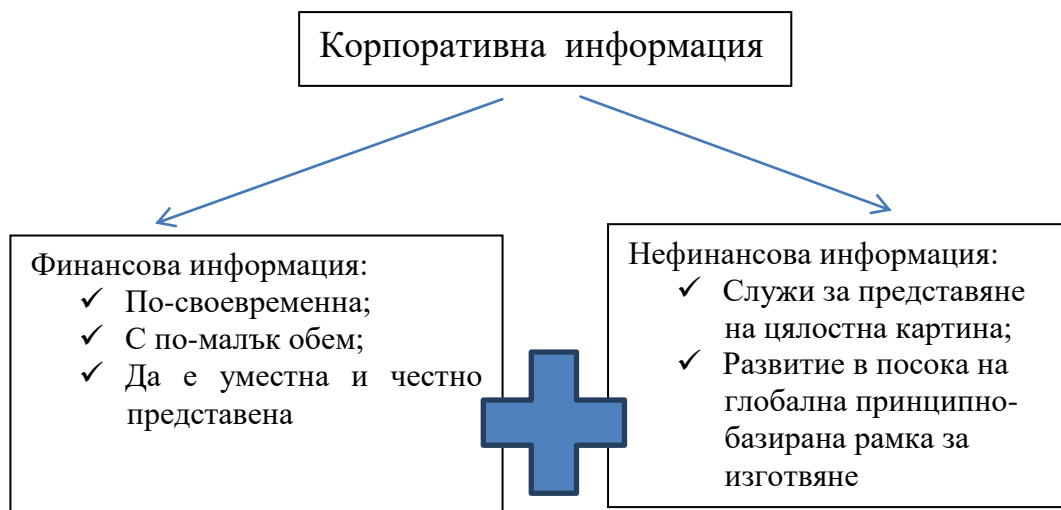 Корпоративна информация
Финансова информация:
✓ По-своевременна;
✓ С по-малък обем;
✓ Да е уместна и честно
представена
Нефинансова информация:
✓ Служи за представяне
на цялостна картина;
✓ Развитие в посока на
глобална принципно-
базирана рамка за
изготвяне